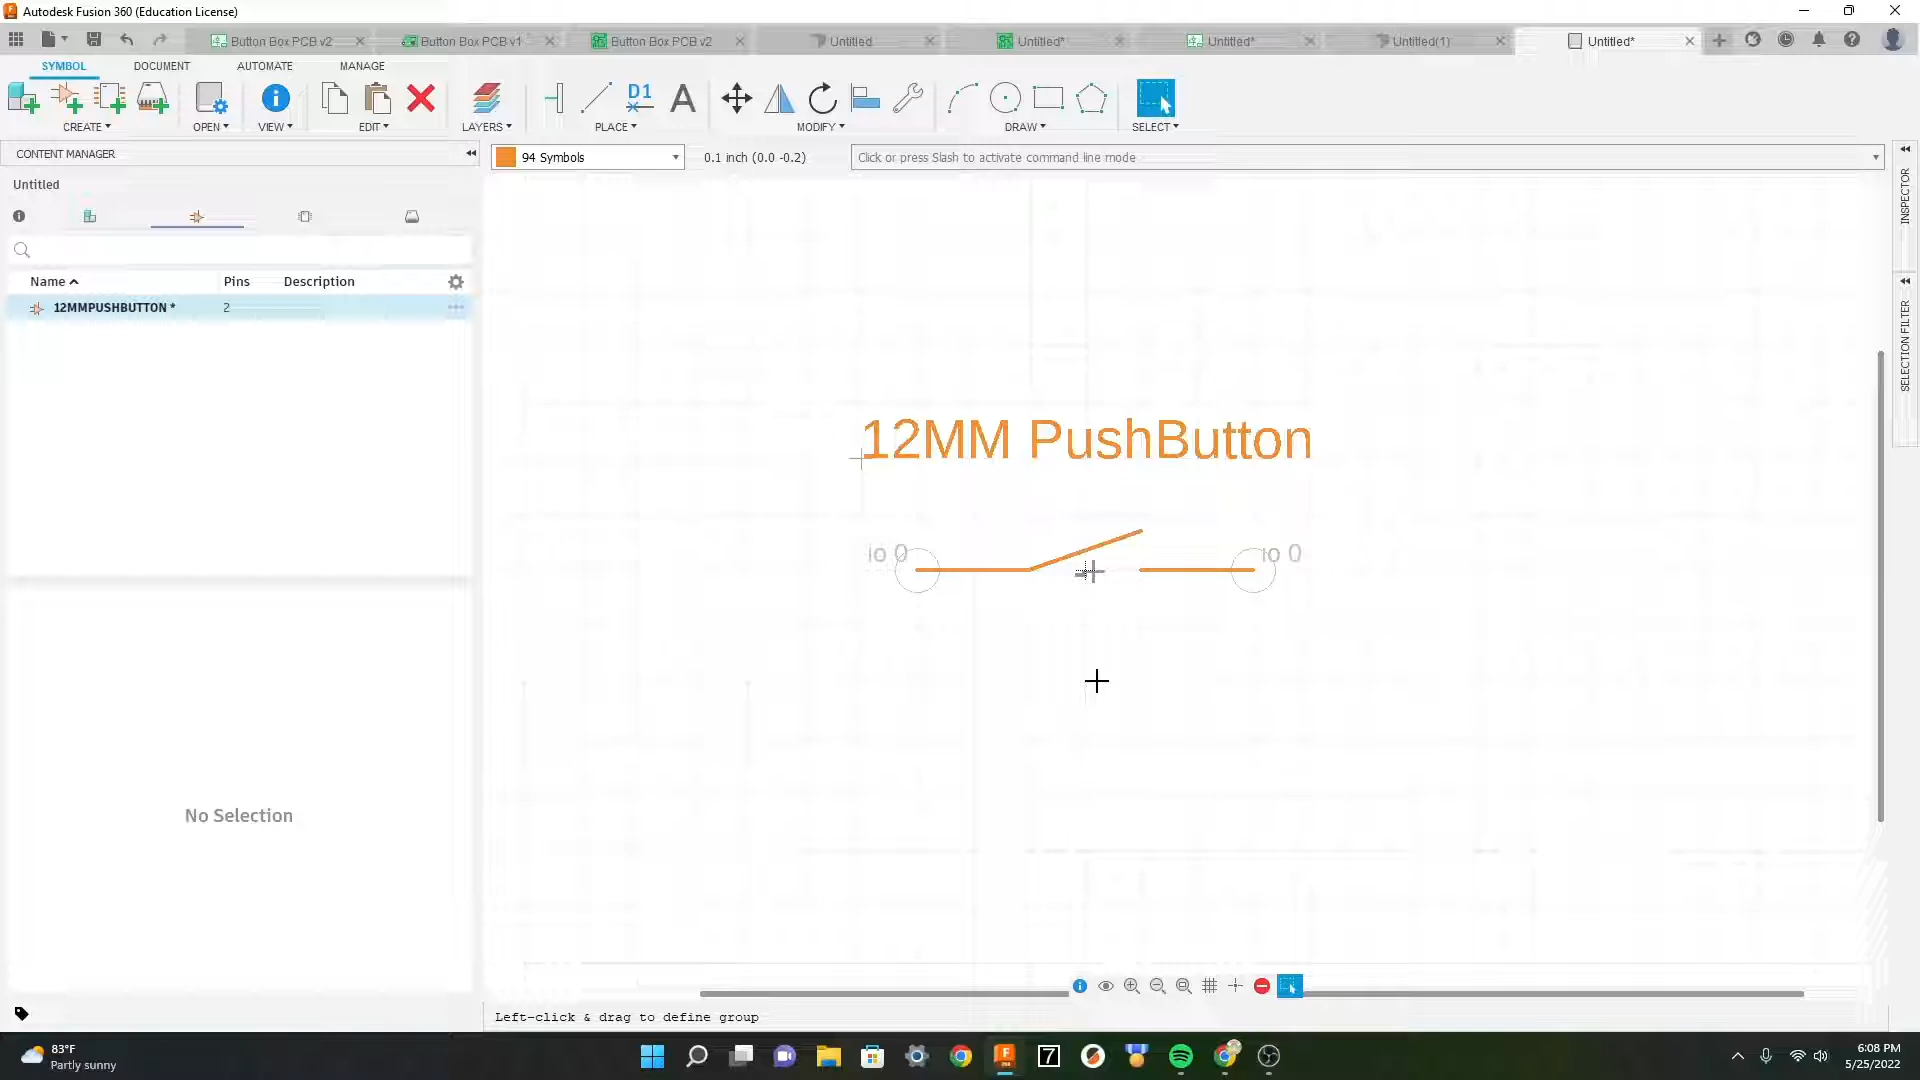 Autodesk Fusion 360 (Education License)
Button Box PCB v2
Button Box PCB v1
Button Box PCB v2
Untitled
Untitled*
Untitled*
Untitled(1)
Untitled*
SYMBOL
DOCUMENT
AUTOMATE
MANAGE
D1
A
CREATE
OPEN
VIEW
EDIT
LAYERS
PLACE
MODIFY
DRAW
SELECT
CONTENT MANAGER
94 Symbols
0.1 inch (0.0 -0.2)
Click or press Slash to activate command line mode
INSPECTOR
SELECTION FILTER
Untitled
Name
Pins
Description
12MMPUSHBUTTON *
2
12MM PushButton
io 0
io 0
No Selection
Left-click & drag to define group
83°F
Partly sunny
7
6:08 PM
5/25/2022